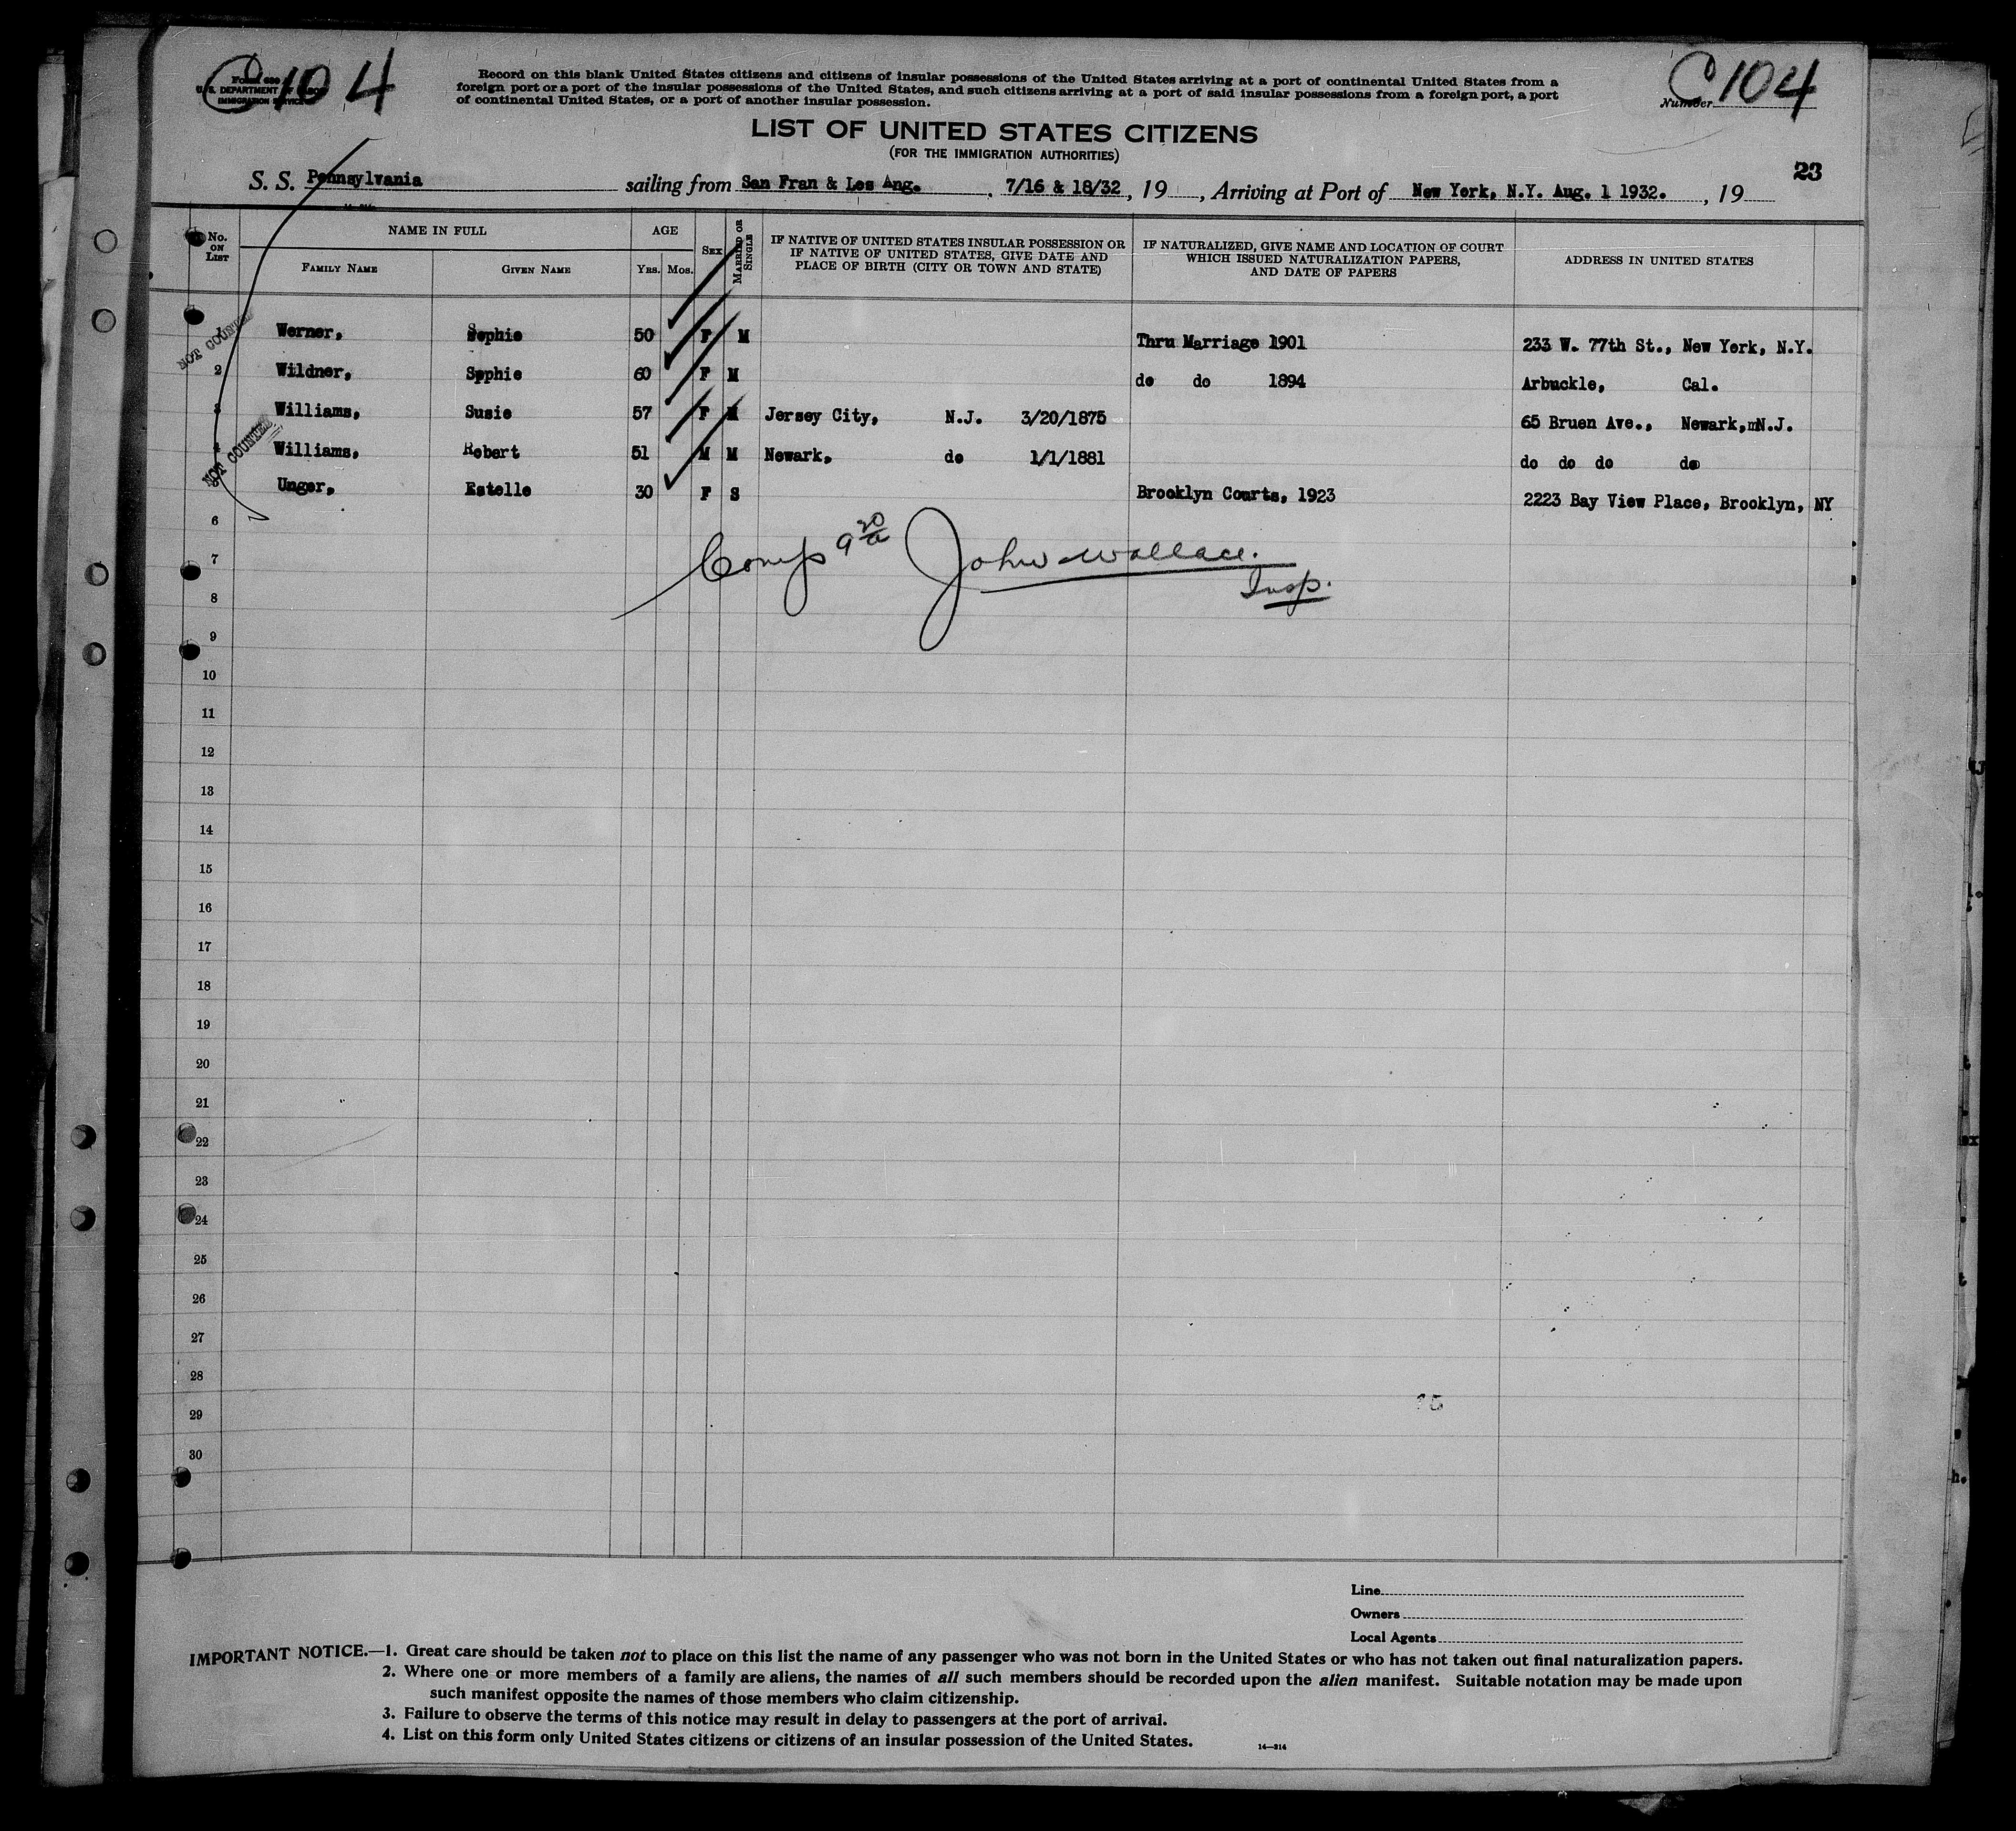 C 104
Form 630
U. S. DEPARTMENT OF LABOR
IMMIGRATION SERVICE
Record on this blank United States citizens and citizens of insular possessions of the United States arriving at a port of continental United States from a
foreign port or a port of the insular possessions of the United States, and such citizens arriving at a port of said insular possessions from a foreign port, a port
of continental United States, or a port of another insular possession.
Number C 104
LIST OF UNITED STATES CITIZENS
(FOR THE IMMIGRATION AUTHORITIES)
23
S. S. Pennsylvania sailing from San Fran & Los Ang. , 7/16 & 18/32, 19 , Arriving at Port of New York, N.Y. Aug. 1 1932. , 19
No. ON LIST NAME IN FULL AGE SEX MARRIED OR SINGLE IF NATIVE OF UNITED STATES INSULAR POSSESSION OR IF NATIVE OF UNITED STATES, GIVE DATE AND PLACE OF BIRTH (CITY OR TOWN AND STATE) IF NATURALIZED, GIVE NAME AND LOCATION OF COURT WHICH ISSUED NATURALIZATION PAPERS, AND DATE OF PAPERS ADDRESS IN UNITED STATES
FAMILY NAME GIVEN NAME YRS. MOS.
NOT COUNTED
1 Werner, Sophie 50 F M Thru Marriage 1901 233 W. 77th St., New York, N.Y.
2 Wildner, Sophie 60 F M do do 1894 Arbuckle, Cal.
3 Williams, Susie 57 F M Jersey City, N.J. 3/20/1875 65 Bruen Ave., Newark,mN.J.
4 Williams, Robert 51 M M Newark, do 1/1/1881 do do do do
NOT COUNTED
5 Unger, Estelle 30 F S Brooklyn Courts, 1923 2223 Bay View Place, Brooklyn, NY
6
Comp 9 20/a John Wallace.
Insp.
7
8
9
10
11
12
13
14
15
16
17
18
19
20
21
22
23
24
25
26
27
28
29
30
Line
Owners
Local Agents
IMPORTANT NOTICE.—1. Great care should be taken not to place on this list the name of any passenger who was not born in the United States or who has not taken out final naturalization papers.
2. Where one or more members of a family are aliens, the names of all such members should be recorded upon the alien manifest. Suitable notation may be made upon
such manifest opposite the names of those members who claim citizenship.
3. Failure to observe the terms of this notice may result in delay to passengers at the port of arrival.
4. List on this form only United States citizens or citizens of an insular possession of the United States.
14—314